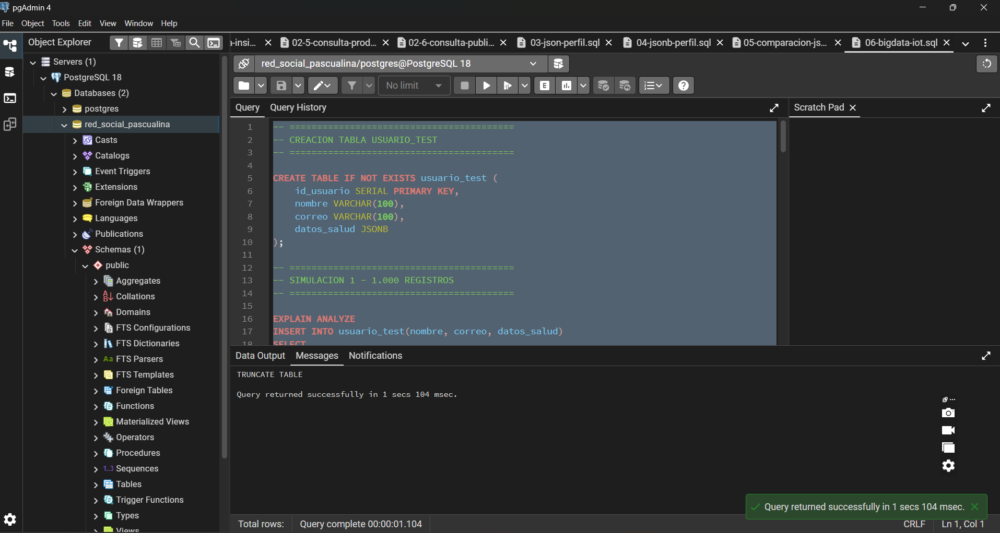 pgAdmin 4
File Object Tools Edit View Window Help
Object Explorer
-insi...
02-5-consulta-prod...
02-6-consulta-publi...
03-json-perfil.sql
04-jsonb-perfil.sql
05-comparacion-js...
06-bigdata-iot.sql
Servers (1)
PostgreSQL 18
Databases (2)
postgres
red_social_pascualina
Casts
Catalogs
Event Triggers
Extensions
Foreign Data Wrappers
Languages
Publications
Schemas (1)
public
Aggregates
Collations
Domains
FTS Configurations
FTS Dictionaries
Aa FTS Parsers
FTS Templates
Foreign Tables
Functions
Materialized Views
Operators
Procedures
1..3 Sequences
Tables
Trigger Functions
Types
Views
red_social_pascualina/postgres@PostgreSQL 18
No limit
E
Query Query History
Scratch Pad
1 -- =========================================
2 -- CREACION TABLA USUARIO_TEST
3 -- =========================================
4
5 CREATE TABLE IF NOT EXISTS usuario_test (
6 id_usuario SERIAL PRIMARY KEY,
7 nombre VARCHAR(100),
8 correo VARCHAR(100),
9 datos_salud JSONB
10 );
11
12 -- =========================================
13 -- SIMULACION 1 - 1.000 REGISTROS
14 -- =========================================
15
16 EXPLAIN ANALYZE
17 INSERT INTO usuario_test(nombre, correo, datos_salud)
18 SELECT
Data Output Messages Notifications
TRUNCATE TABLE
Query returned successfully in 1 secs 104 msec.
Query returned successfully in 1 secs 104 msec.
Total rows: Query complete 00:00:01.104
CRLF Ln 1, Col 1